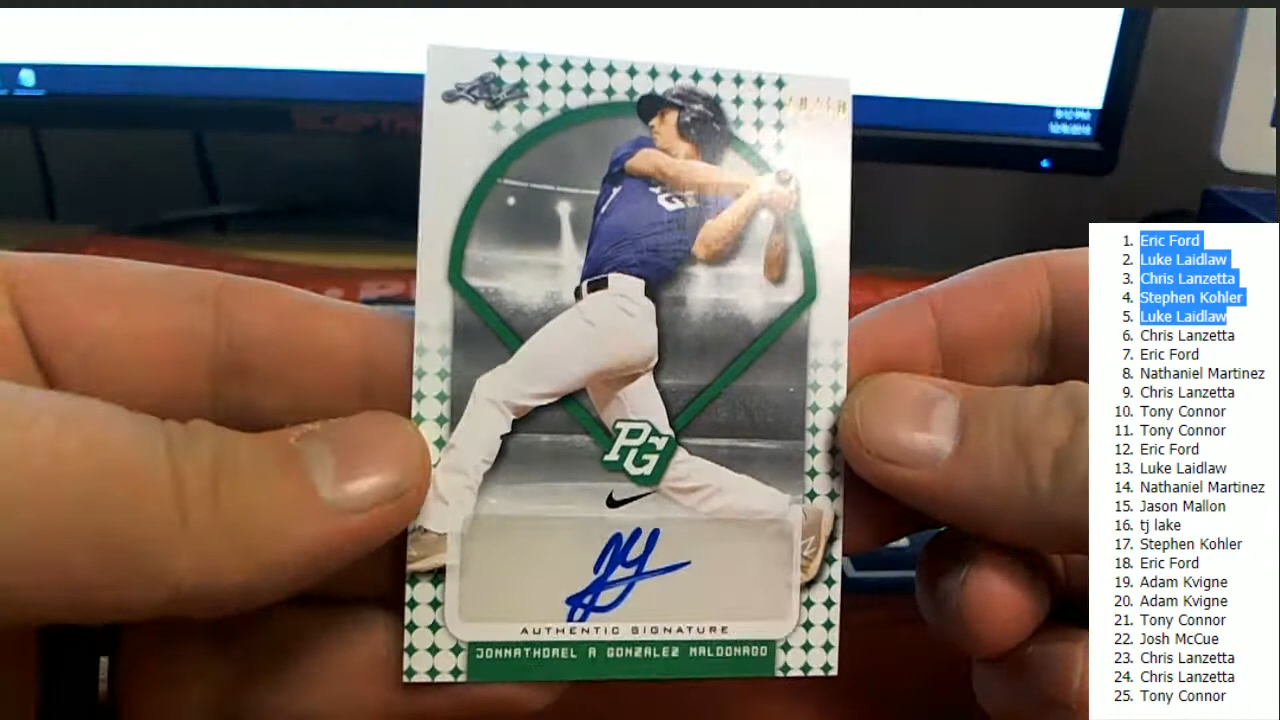 Leaf
PG
AUTHENTIC SIGNATURE
JONNATHDAEL A GONZALEZ MALDONADO
1. Eric Ford
2. Luke Laidlaw
3. Chris Lanzetta
4. Stephen Kohler
5. Luke Laidlaw
6. Chris Lanzetta
7. Eric Ford
8. Nathaniel Martinez
9. Chris Lanzetta
10. Tony Connor
11. Tony Connor
12. Eric Ford
13. Luke Laidlaw
14. Nathaniel Martinez
15. Jason Mallon
16. tj lake
17. Stephen Kohler
18. Eric Ford
19. Adam Kvigne
20. Adam Kvigne
21. Tony Connor
22. Josh McCue
23. Chris Lanzetta
24. Chris Lanzetta
25. Tony Connor